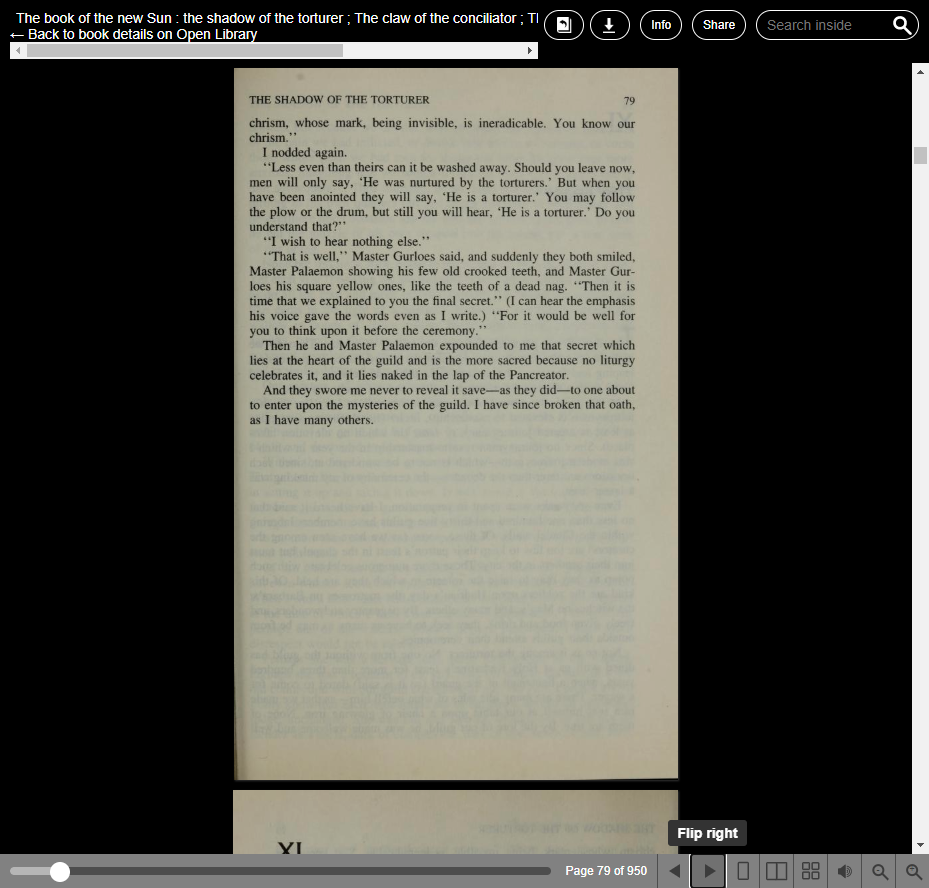 The book of the new Sun : the shadow of the torturer ; The claw of the conciliator ;
← Back to book details on Open Library
Info
Share
Search inside
THE SHADOW OF THE TORTURER 79
chrism, whose mark, being invisible, is ineradicable. You know our
chrism.’’
I nodded again.
‘‘Less even than theirs can it be washed away. Should you leave now,
men will only say, ‘He was nurtured by the torturers.’ But when you
have been anointed they will say, ‘He is a torturer.’ You may follow
the plow or the drum, but still you will hear, ‘He is a torturer.’ Do you
understand that?’’
‘‘I wish to hear nothing else.’’
‘‘That is well,’’ Master Gurloes said, and suddenly they both smiled,
Master Palaemon showing his few old crooked teeth, and Master Gur-
loes his square yellow ones, like the teeth of a dead nag. ‘‘Then it is
time that we explained to you the final secret.’’ (I can hear the emphasis
his voice gave the words even as I write.) ‘‘For it would be well for
you to think upon it before the ceremony.’’
Then he and Master Palaemon expounded to me that secret which
lies at the heart of the guild and is the more sacred because no liturgy
celebrates it, and it lies naked in the lap of the Pancreator.
And they swore me never to reveal it save—as they did—to one about
to enter upon the mysteries of the guild. I have since broken that oath,
as I have many others.
XI
Flip right
Page 79 of 950